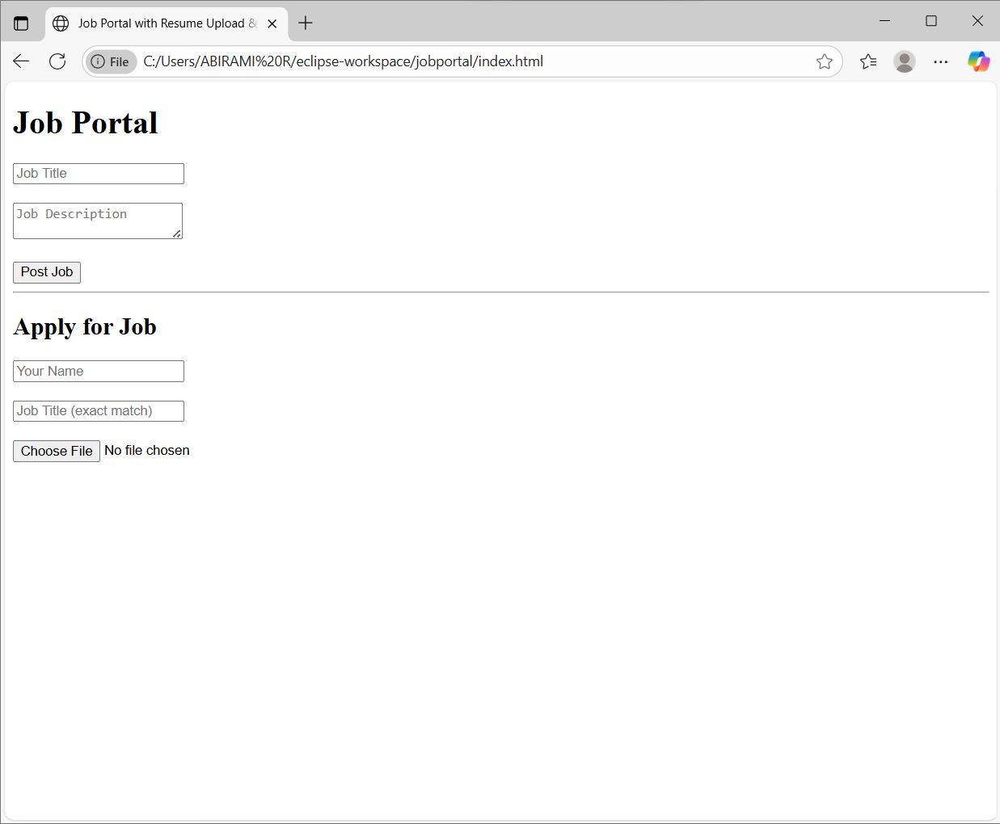 Job Portal with Resume Upload &
File C:/Users/ABIRAMI%20R/eclipse-workspace/jobportal/index.html
Job Portal
Job Title
Job Description
Post Job
Apply for Job
Your Name
Job Title (exact match)
Choose File No file chosen